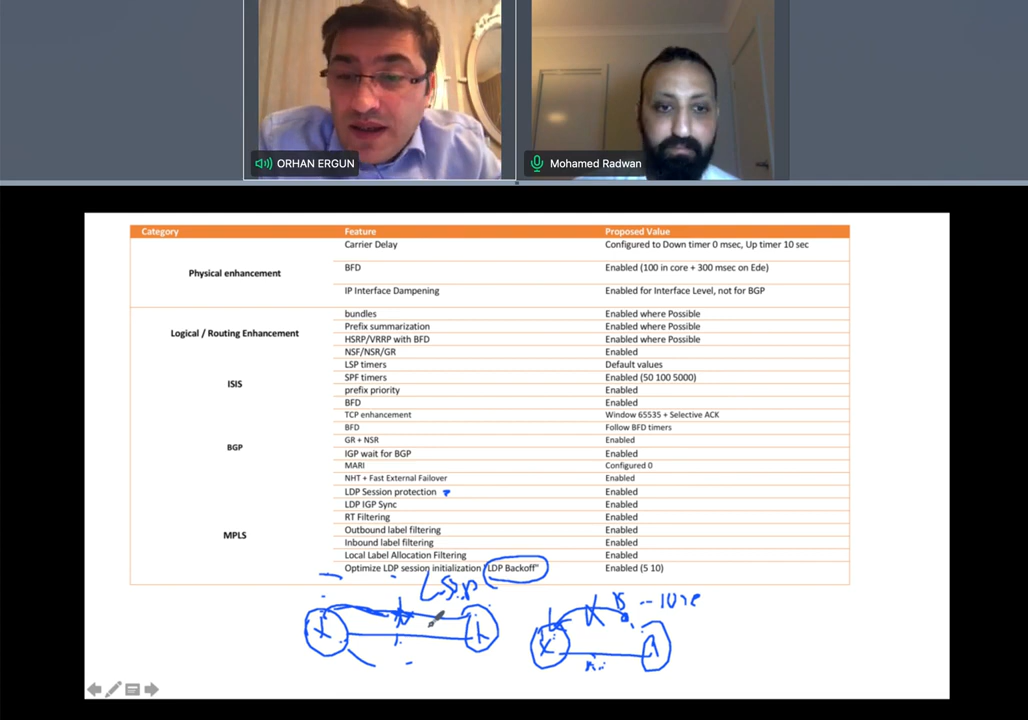 ORHAN ERGUN
Mohamed Radwan
Category Feature Proposed Value
Physical enhancement
Carrier Delay Configured to Down timer 0 msec, Up timer 10 sec
BFD Enabled (100 in core + 300 msec on Ede)
IP Interface Dampening Enabled for Interface Level, not for BGP
Logical / Routing Enhancement
bundles Enabled where Possible
Prefix summarization Enabled where Possible
HSRP/VRRP with BFD Enabled where Possible
NSF/NSR/GR Enabled
ISIS
LSP timers Default values
SPF timers Enabled (50 100 5000)
prefix priority Enabled
BFD Enabled
BGP
TCP enhancement Window 65535 + Selective ACK
BFD Follow BFD timers
GR + NSR Enabled
IGP wait for BGP Enabled
MARI Configured 0
NHT + Fast External Failover Enabled
MPLS
LDP Session protection Enabled
LDP IGP Sync Enabled
RT Filtering Enabled
Outbound label filtering Enabled
Inbound label filtering Enabled
Local Label Allocation Filtering Enabled
Optimize LDP session initialization "LDP Backoff" Enabled (5 10)